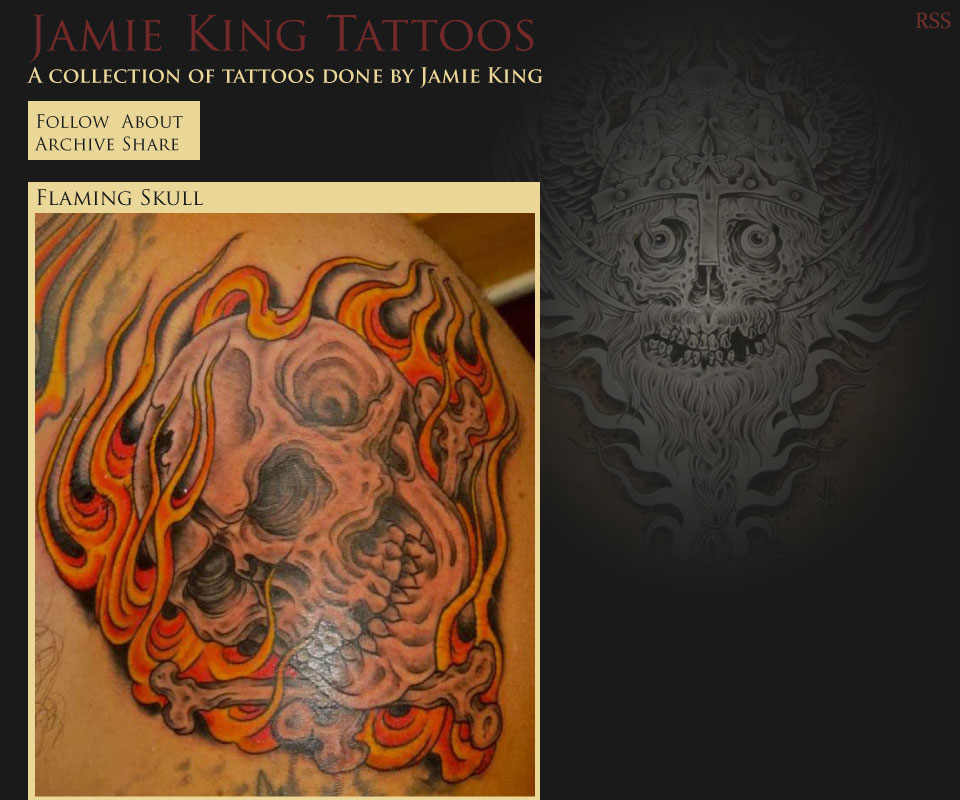 Jamie King Tattoos
RSS
A collection of tattoos done by Jamie King
Follow About
Archive Share
Flaming Skull